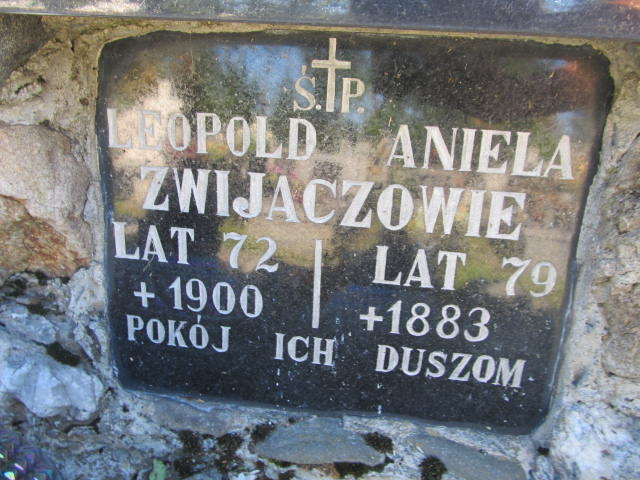 Ś.†P.
LEOPOLD ANIELA
ZWIJACZOWIE
LAT 72 LAT 79
+ 1900 +1883
POKÓJ ICH DUSZOM